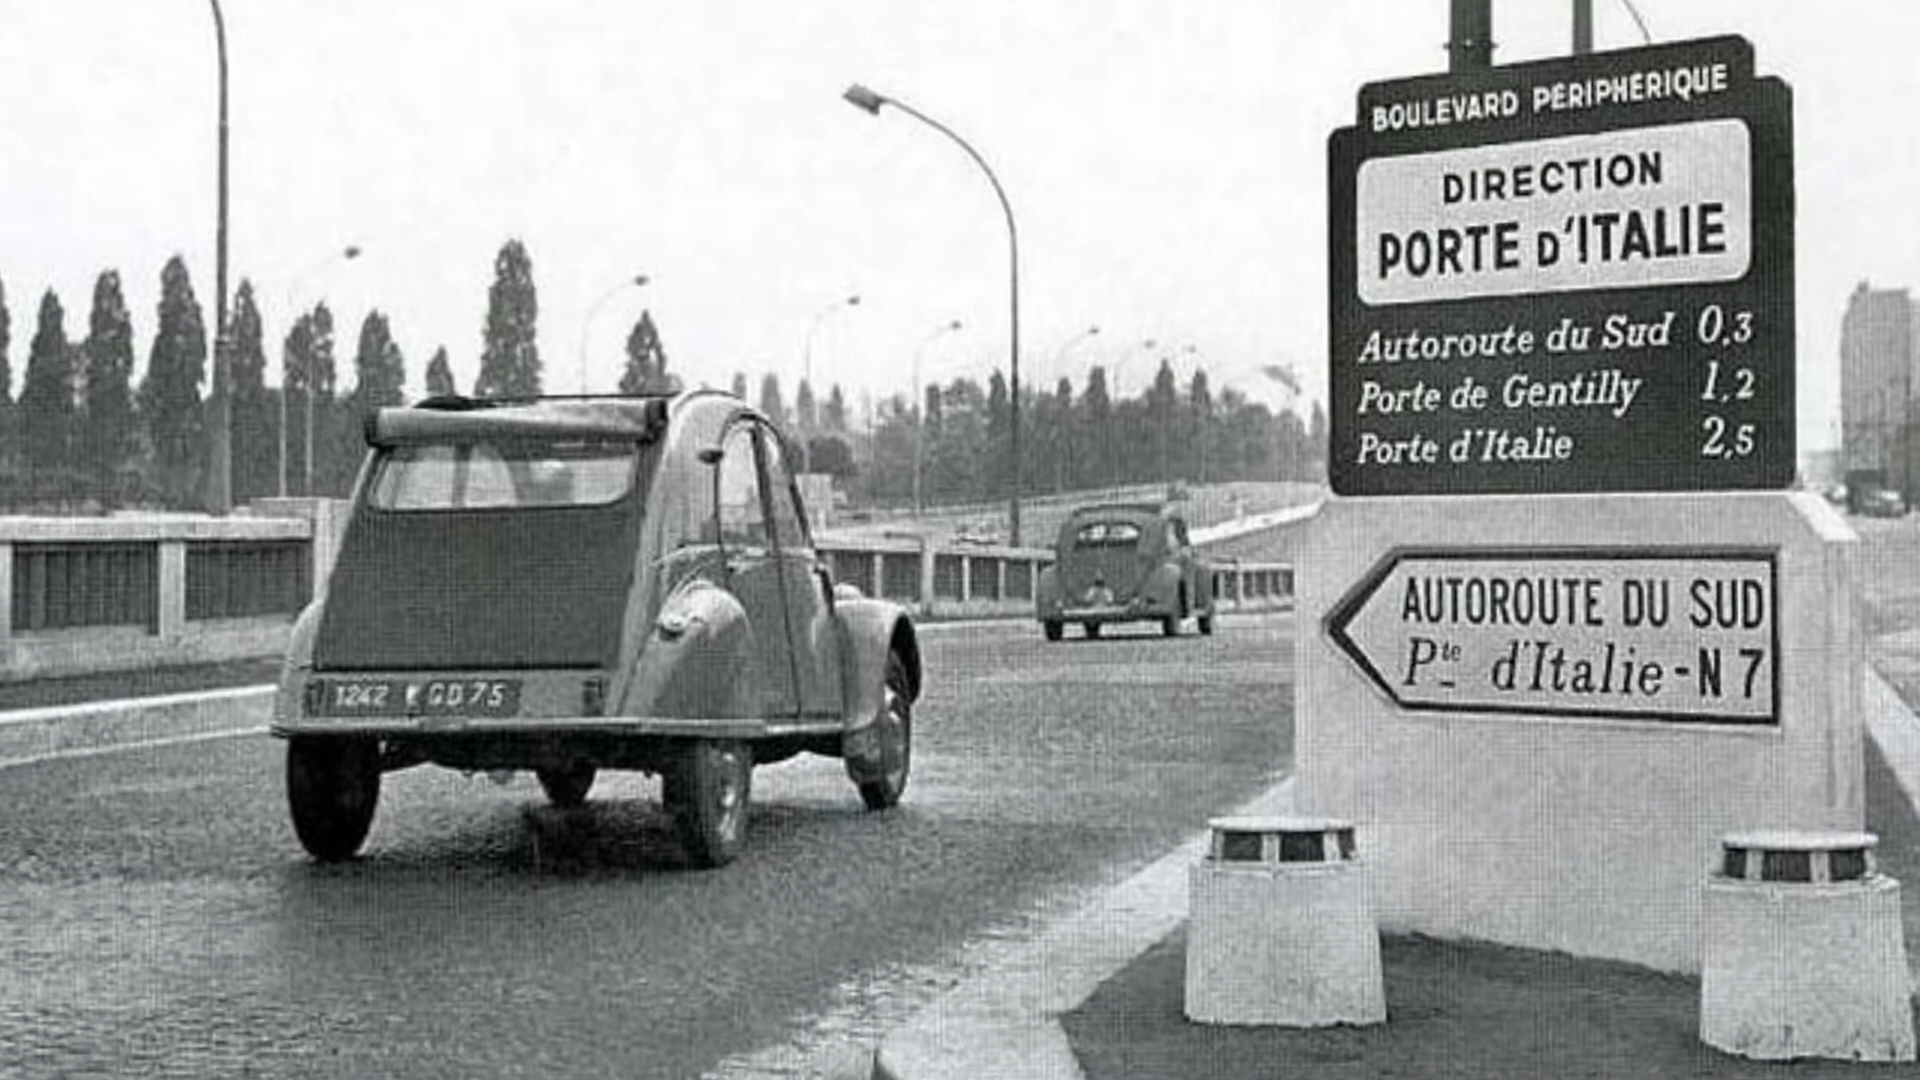 BOULEVARD PÉRIPHÉRIQUE
DIRECTION
PORTE D'ITALIE
Autoroute du Sud 0,3
Porte de Gentilly 1,2
Porte d'Italie 2,5
AUTOROUTE DU SUD
Pte d'Italie-N 7
1242 GD 75